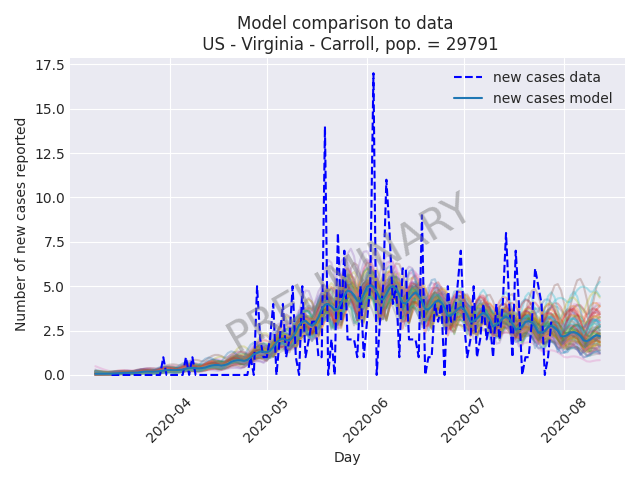 Model comparison to data
US - Virginia - Carroll, pop. = 29791
17.5
15.0
12.5
10.0
7.5
5.0
2.5
0.0
Number of new cases reported
new cases data
new cases model
PRELIMINARY
2020-04
2020-05
2020-06
2020-07
2020-08
Day